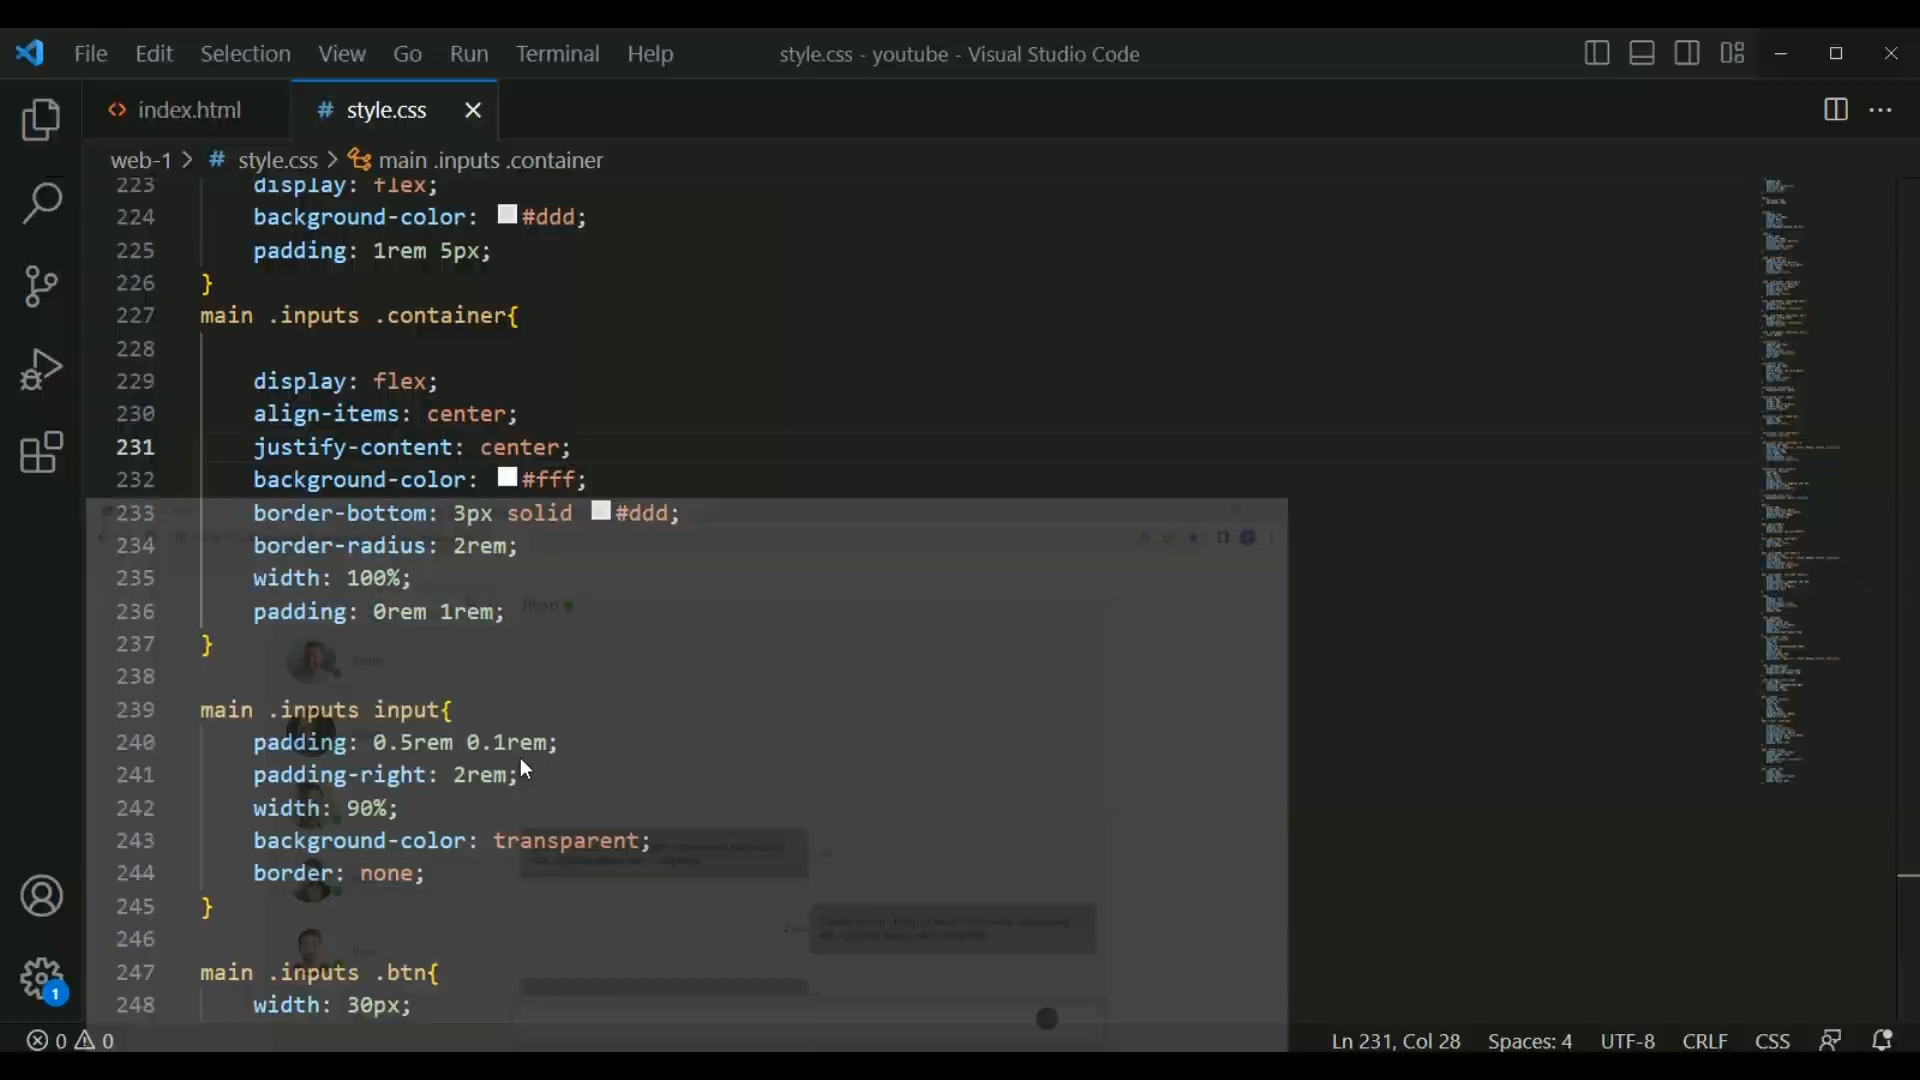 File Edit Selection View Go Run Terminal Help style.css - youtube - Visual Studio Code
index.html style.css
web-1 > style.css > main .inputs .container
223 display: flex;
224 background-color: #ddd;
225 padding: 1rem 5px;
226 }
227 main .inputs .container{
228
229 display: flex;
230 align-items: center;
231 justify-content: center;
232 background-color: #fff;
233 border-bottom: 3px solid #ddd;
234 border-radius: 2rem;
235 width: 100%;
236 padding: 0rem 1rem;
237 }
238
239 main .inputs input{
240 padding: 0.5rem 0.1rem;
241 padding-right: 2rem;
242 width: 90%;
243 background-color: transparent;
244 border: none;
245 }
246
247 main .inputs .btn{
248 width: 30px;
1
0 0 Ln 231, Col 28 Spaces: 4 UTF-8 CRLF CSS